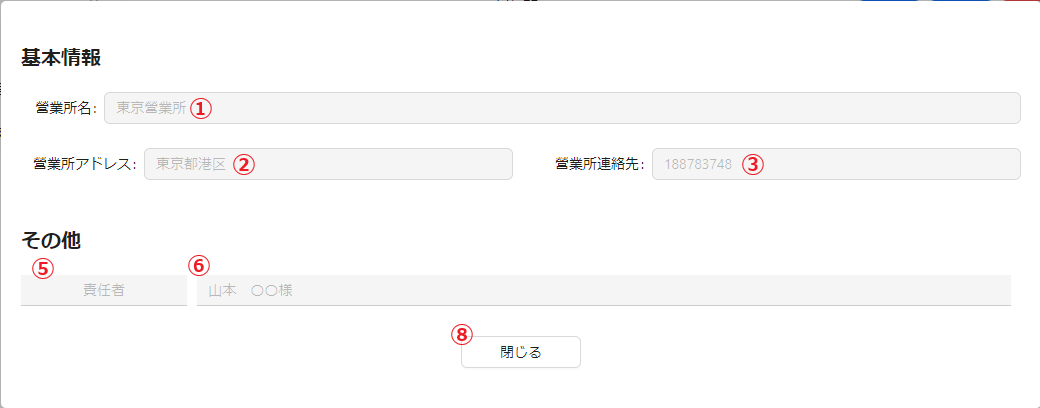 基本情報
営業所名: 東京営業所 ①
営業所アドレス: 東京都港区 ② 営業所連絡先: 188783748 ③
その他
⑤ 責任者 ⑥ 山本　〇〇様
⑧ 閉じる